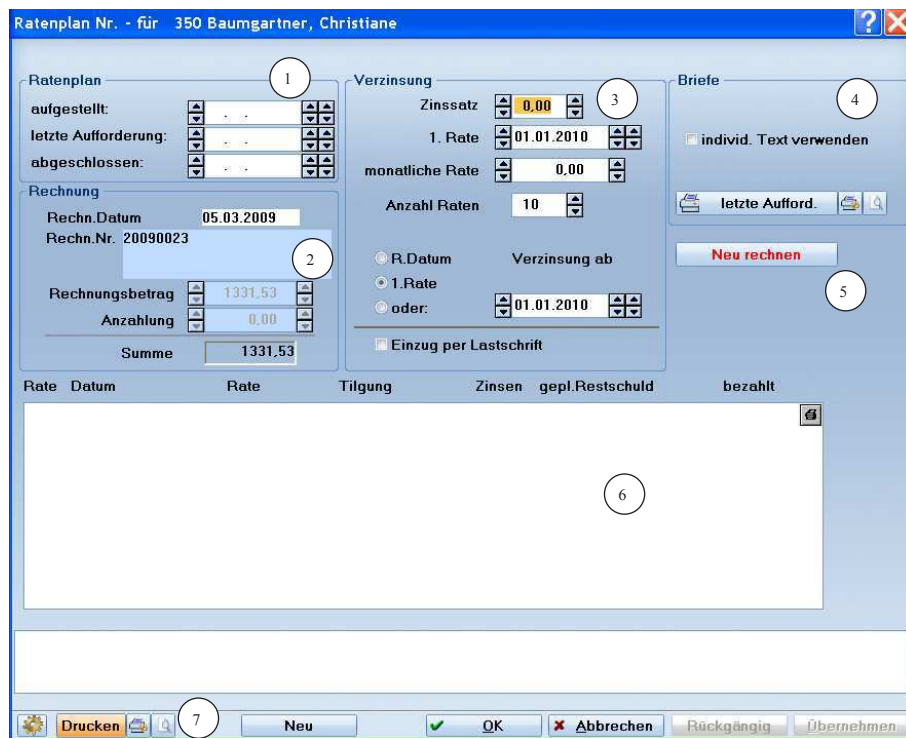 Ratenplan Nr. - für 350 Baumgartner, Christiane
Ratenplan
1
aufgestellt: . .
letzte Aufforderung: . .
abgeschlossen: . .
Rechnung
Rechn.Datum 05.03.2009
Rechn.Nr. 20090023
2
Rechnungsbetrag 1331,53
Anzahlung 0,00
Summe 1331,53
Verzinsung
Zinssatz 0,00
3
1. Rate 01.01.2010
monatliche Rate 0,00
Anzahl Raten 10
R.Datum Verzinsung ab
1.Rate
oder: 01.01.2010
Einzug per Lastschrift
Briefe
4
individ. Text verwenden
letzte Aufford.
Neu rechnen
5
Rate Datum Rate Tilgung Zinsen gepl.Restschuld bezahlt
6
Drucken 7 Neu OK Abbrechen Rückgängig Übernehmen